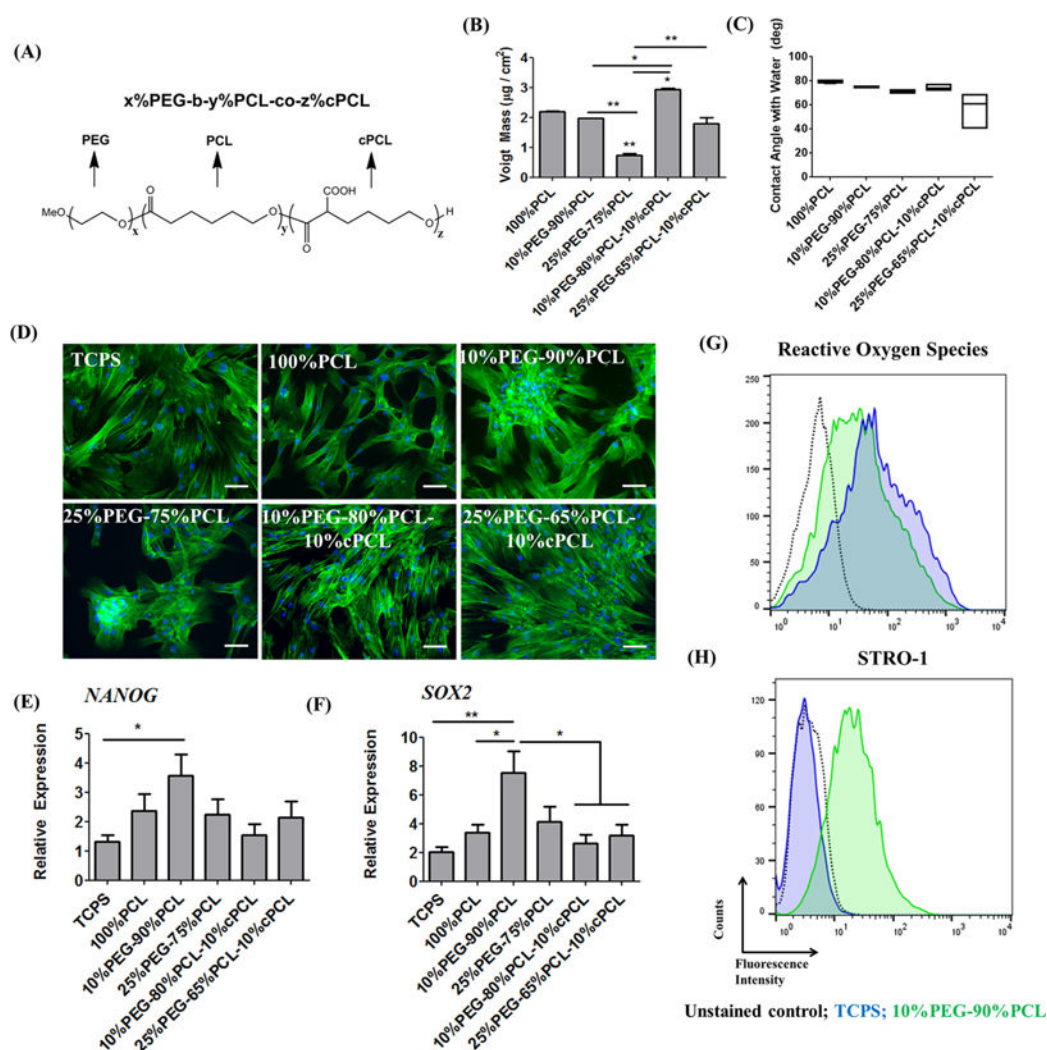 (A)
x%PEG-b-y%PCL-co-z%cPCL
PEG
PCL
cPCL
MeO
O
x
O
O
y
COOH
O
O
H
z
(B)
Voigt Mass (µg / cm²)
4
3
2
1
0
**
*
*
**
**
100%PCL
10%PEG-90%PCL
25%PEG-75%PCL
10%PEG-80%PCL-10%cPCL
25%PEG-65%PCL-10%cPCL
(C)
Contact Angle with Water (deg)
100
80
60
40
20
0
100%PCL
10%PEG-90%PCL
25%PEG-75%PCL
10%PEG-80%PCL-10%cPCL
25%PEG-65%PCL-10%cPCL
(D)
TCPS
100%PCL
10%PEG-90%PCL
25%PEG-75%PCL
10%PEG-80%PCL-
10%cPCL
25%PEG-65%PCL-
10%cPCL
(E)
NANOG
Relative Expression
5
4
3
2
1
0
*
TCPS
100%PCL
10%PEG-90%PCL
25%PEG-75%PCL
10%PEG-80%PCL-10%cPCL
25%PEG-65%PCL-10%cPCL
(F)
SOX2
Relative Expression
10
8
6
4
2
0
**
*
*
TCPS
100%PCL
10%PEG-90%PCL
25%PEG-75%PCL
10%PEG-80%PCL-10%cPCL
25%PEG-65%PCL-10%cPCL
(G)
Reactive Oxygen Species
250
200
150
100
50
0
10⁰ 10¹ 10² 10³ 10⁴
(H)
STRO-1
120
90
60
30
0
10⁰ 10¹ 10² 10³ 10⁴
Counts
Fluorescence
Intensity
Unstained control; TCPS; 10%PEG-90%PCL